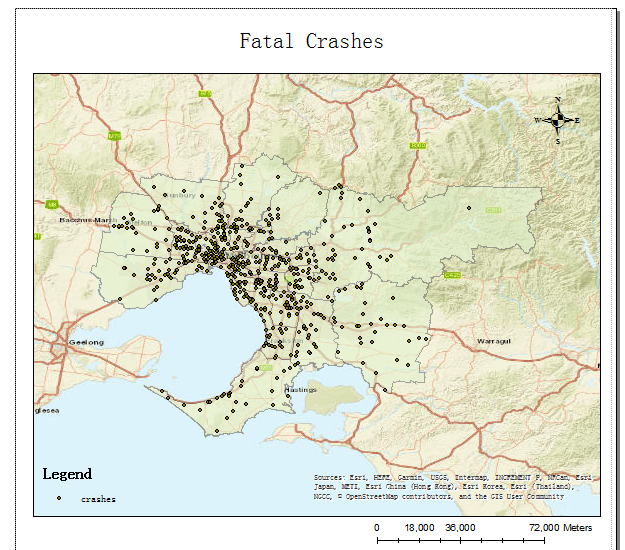 Fatal Crashes
N
W E
S
M79
M8
Bacchus Marsh
Geelong
Warragul
Hastings
glesea
Legend
crashes
Sources: Esri, HERE, Garmin, USGS, Intermap, INCREMENT P, NRCan, Esri
Japan, METI, Esri China (Hong Kong), Esri Korea, Esri (Thailand),
NGCC, © OpenStreetMap contributors, and the GIS User Community
0 18,000 36,000 72,000 Meters